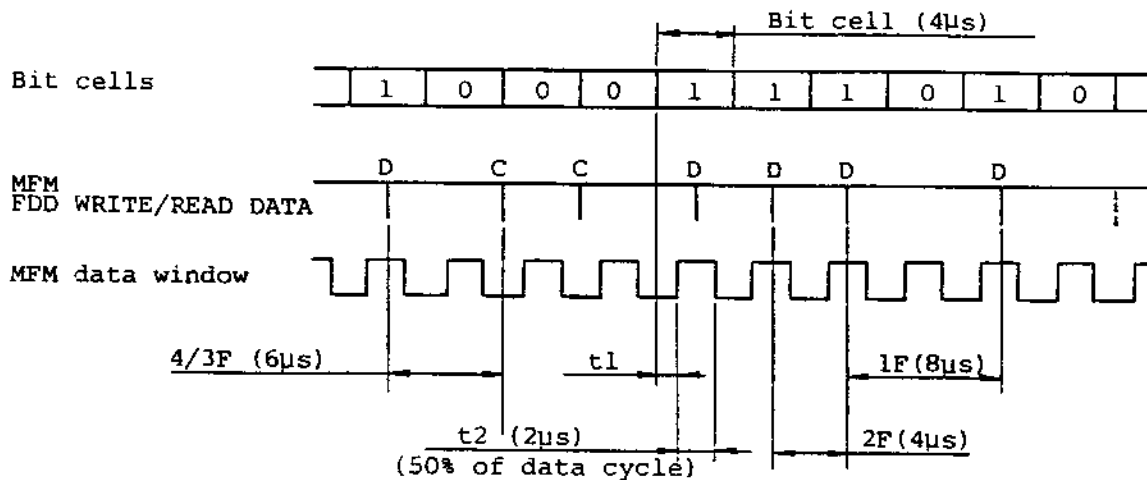 Bit cell (4µs)
Bit cells
1 0 0 0 1 1 1 0 1 0
D C C D D D D
MFM
FDD WRITE/READ DATA
MFM data window
4/3F (6µs)
t1
1F(8µs)
t2 (2µs)
2F(4µs)
(50% of data cycle)